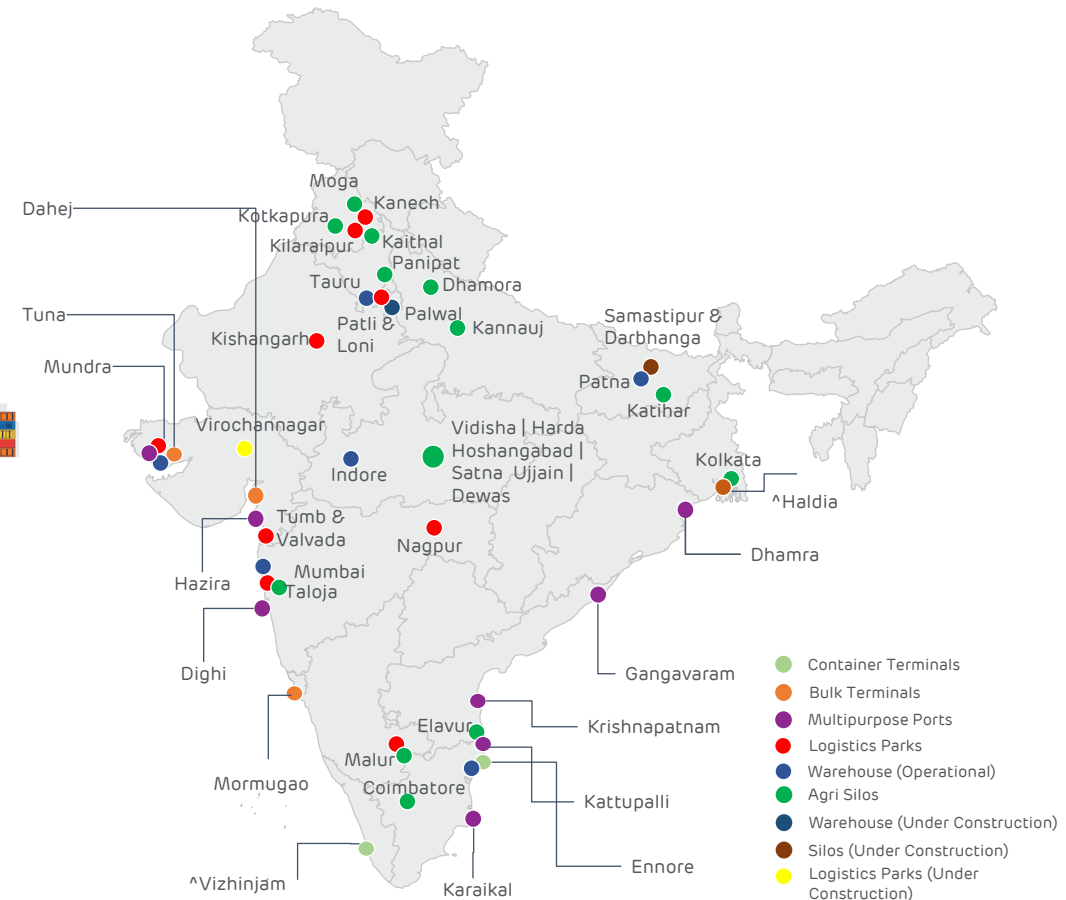 Moga
Kanech
Dahej
Kotkapura
Kilaraipur
Kaithal
Panipat
Tauru
Dhamora
Tuna
Palwal
Patli &
Loni
Kannauj
Samastipur &
Darbhanga
Kishangarh
Mundra
Patna
Katihar
Virochannagar
Vidisha | Harda
Hoshangabad |
Satna Ujjain |
Dewas
Indore
Kolkata
^Haldia
Tumb &
Valvada
Nagpur
Dhamra
Hazira
Mumbai
Taloja
Dighi
Gangavaram
Krishnapatnam
Elavur
Malur
Mormugao
Coimbatore
Kattupalli
Ennore
^Vizhinjam
Karaikal
Container Terminals
Bulk Terminals
Multipurpose Ports
Logistics Parks
Warehouse (Operational)
Agri Silos
Warehouse (Under Construction)
Silos (Under Construction)
Logistics Parks (Under
Construction)